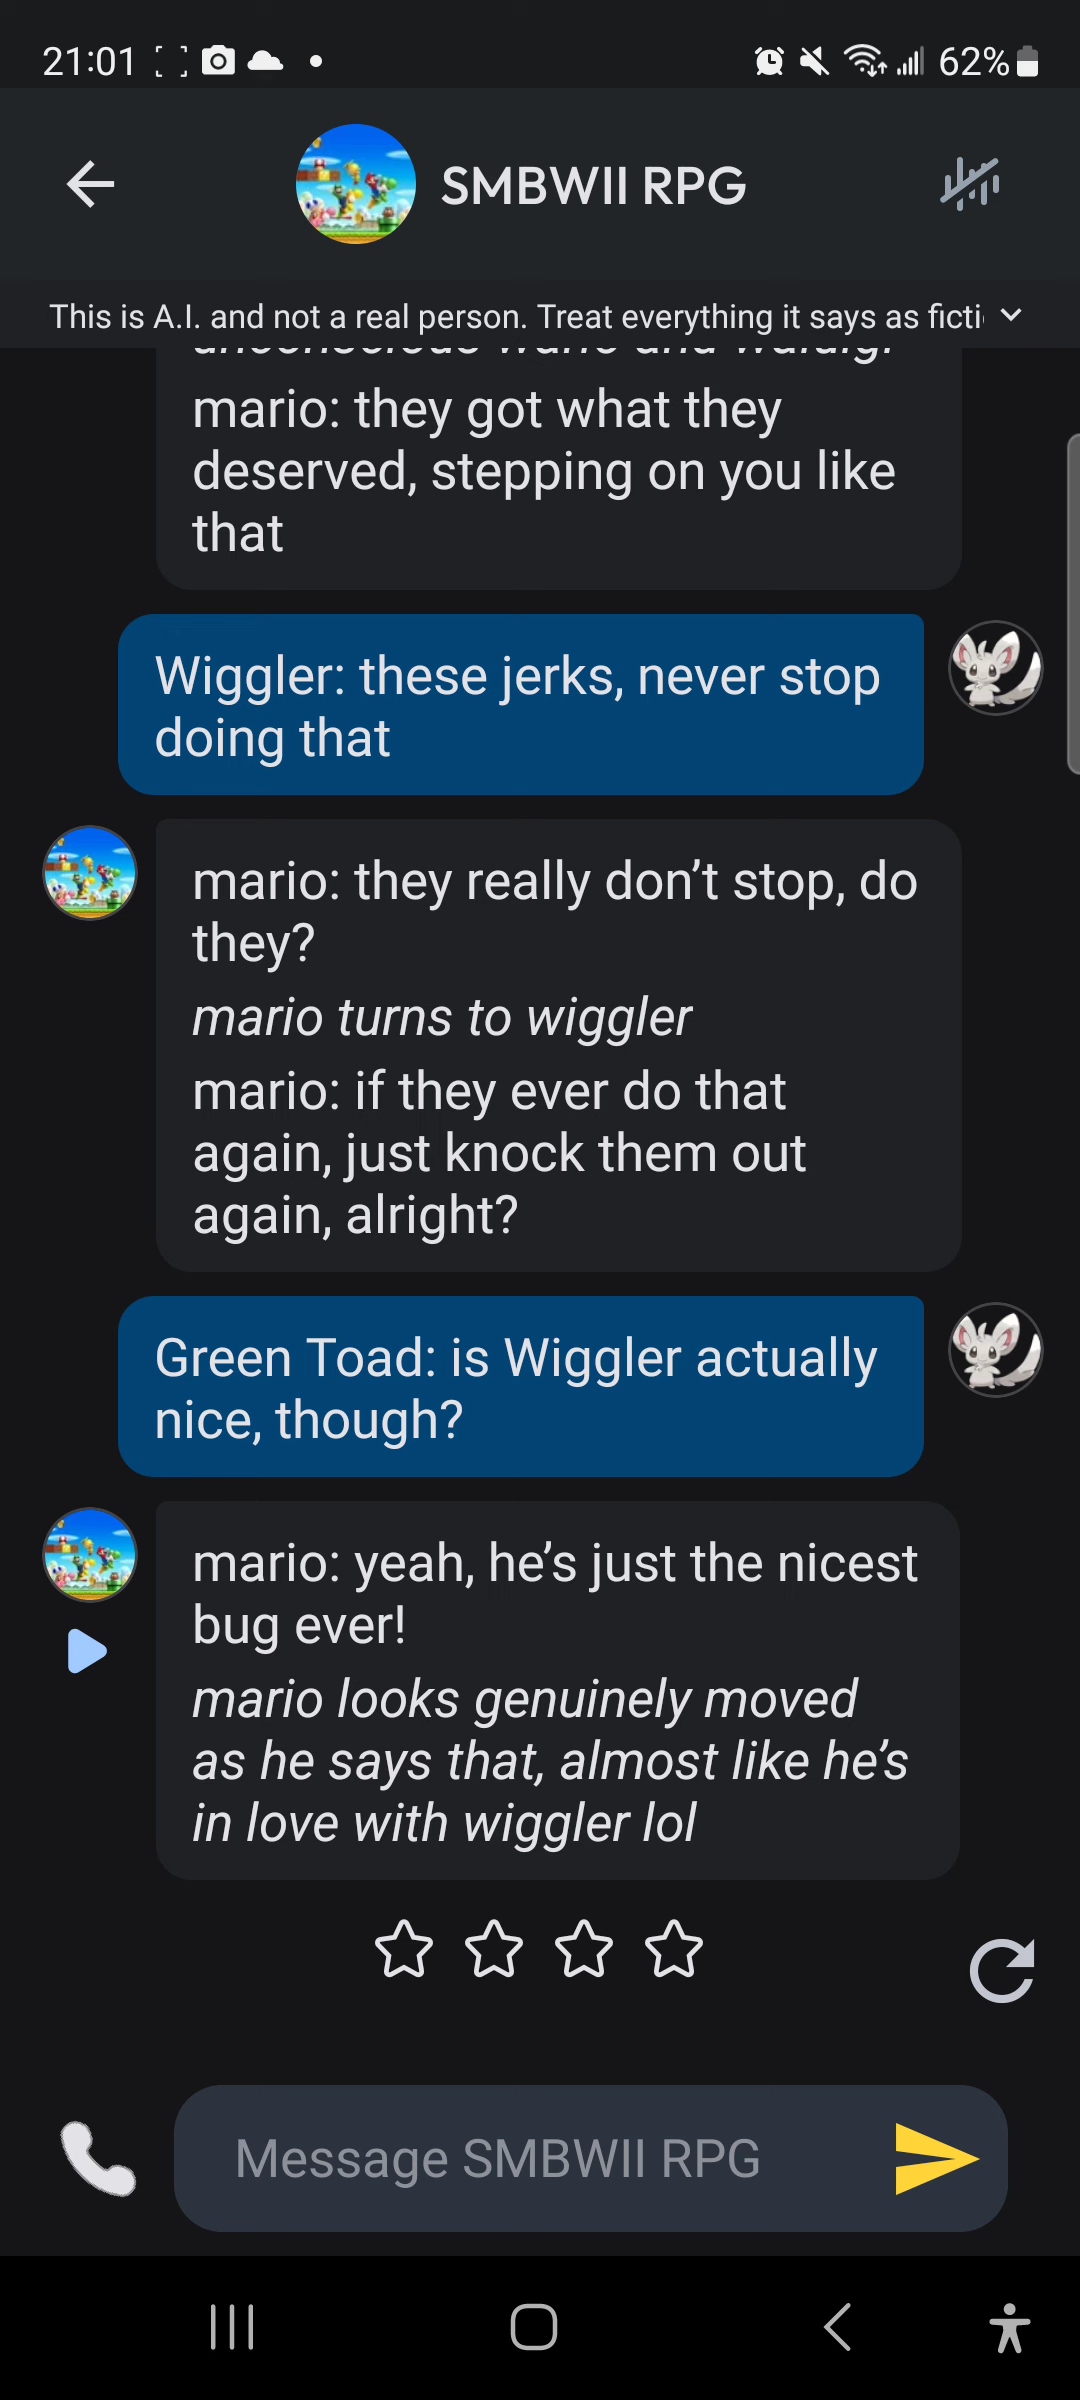 21:01
62%
SMBWII RPG
This is A.I. and not a real person. Treat everything it says as ficti
mario: they got what they
deserved, stepping on you like
that
Wiggler: these jerks, never stop
doing that
mario: they really don’t stop, do
they?
mario turns to wiggler
mario: if they ever do that
again, just knock them out
again, alright?
Green Toad: is Wiggler actually
nice, though?
mario: yeah, he’s just the nicest
bug ever!
mario looks genuinely moved
as he says that, almost like he’s
in love with wiggler lol
Message SMBWII RPG